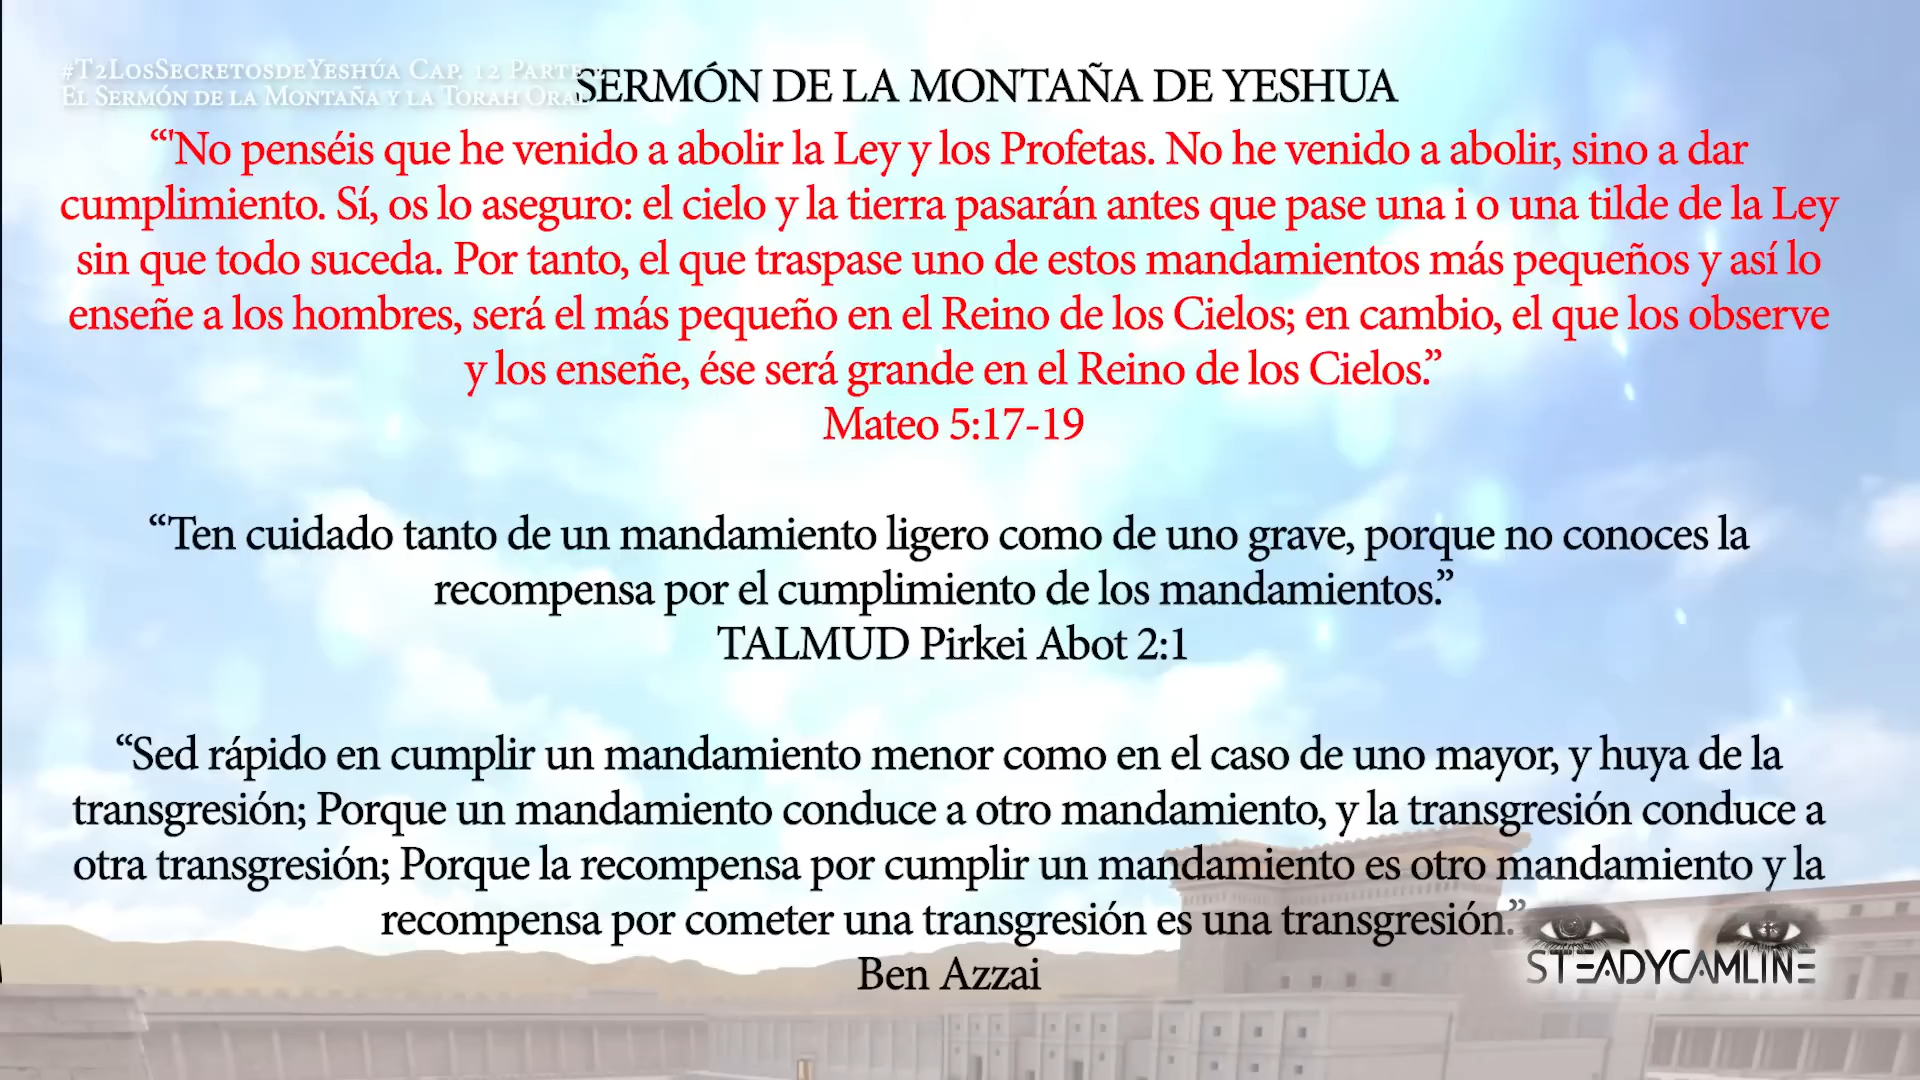 #T2LosSecretosdeYeshúa Cap. 12 Parte
El Sermón de la Montaña y la Torah Oral
SERMÓN DE LA MONTAÑA DE YESHUA
“'No penséis que he venido a abolir la Ley y los Profetas. No he venido a abolir, sino a dar
cumplimiento. Sí, os lo aseguro: el cielo y la tierra pasarán antes que pase una i o una tilde de la Ley
sin que todo suceda. Por tanto, el que traspase uno de estos mandamientos más pequeños y así lo
enseñe a los hombres, será el más pequeño en el Reino de los Cielos; en cambio, el que los observe
y los enseñe, ése será grande en el Reino de los Cielos.”
Mateo 5:17-19
“Ten cuidado tanto de un mandamiento ligero como de uno grave, porque no conoces la
recompensa por el cumplimiento de los mandamientos.”
TALMUD Pirkei Abot 2:1
“Sed rápido en cumplir un mandamiento menor como en el caso de uno mayor, y huya de la
transgresión; Porque un mandamiento conduce a otro mandamiento, y la transgresión conduce a
otra transgresión; Porque la recompensa por cumplir un mandamiento es otro mandamiento y la
recompensa por cometer una transgresión es una transgresión.”
Ben Azzai
STEADYCAMLINE